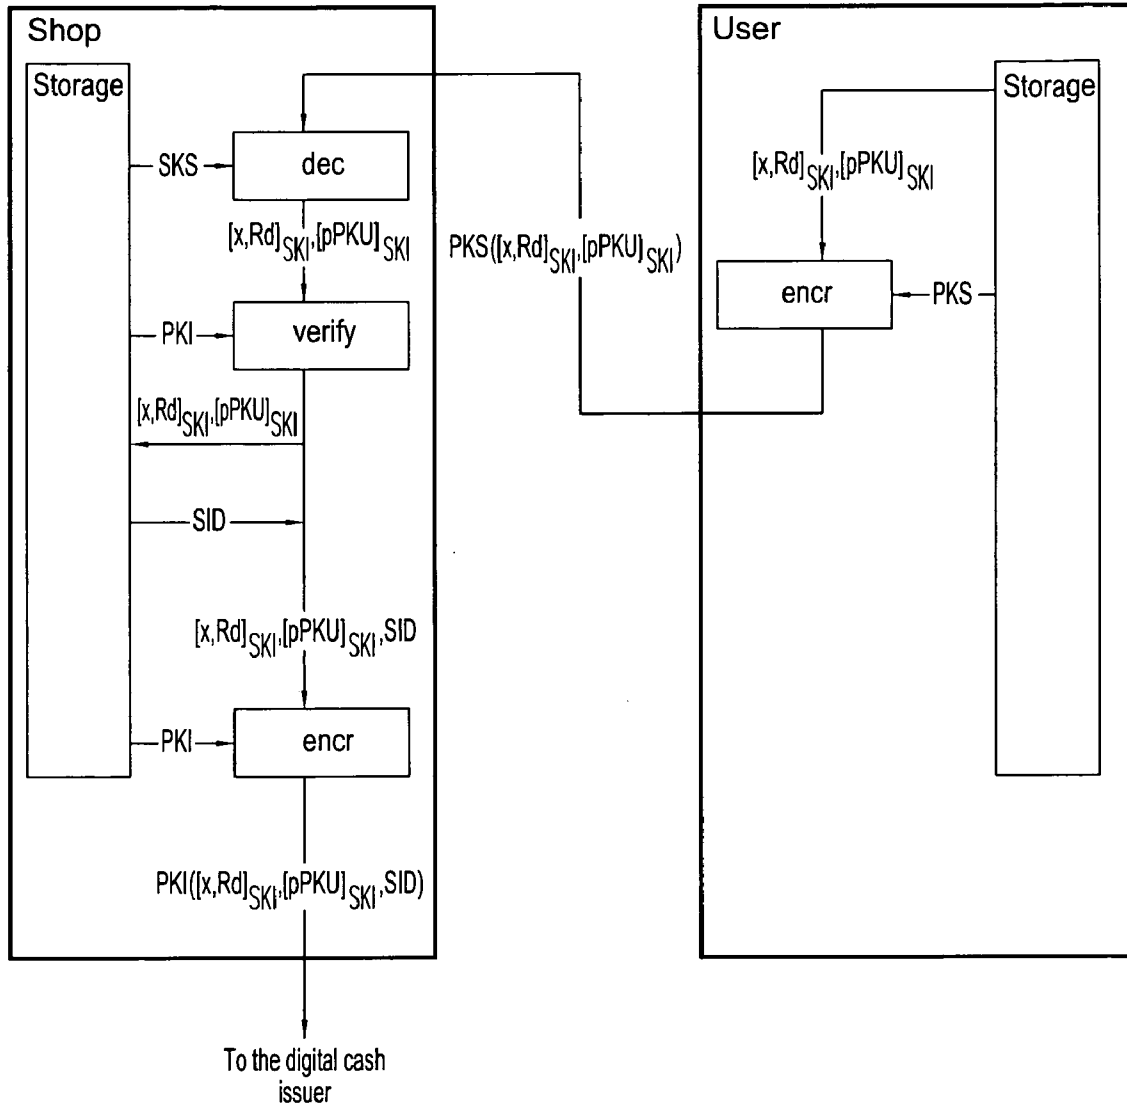 Shop
Storage
SKS
dec
[x,Rd]SKI,[pPKU]SKI
PKI
verify
[x,Rd]SKI,[pPKU]SKI
SID
[x,Rd]SKI,[pPKU]SKI,SID
PKI
encr
PKI([x,Rd]SKI,[pPKU]SKI,SID)
To the digital cash
issuer
PKS([x,Rd]SKI,[pPKU]SKI)
User
Storage
[x,Rd]SKI,[pPKU]SKI
encr
PKS